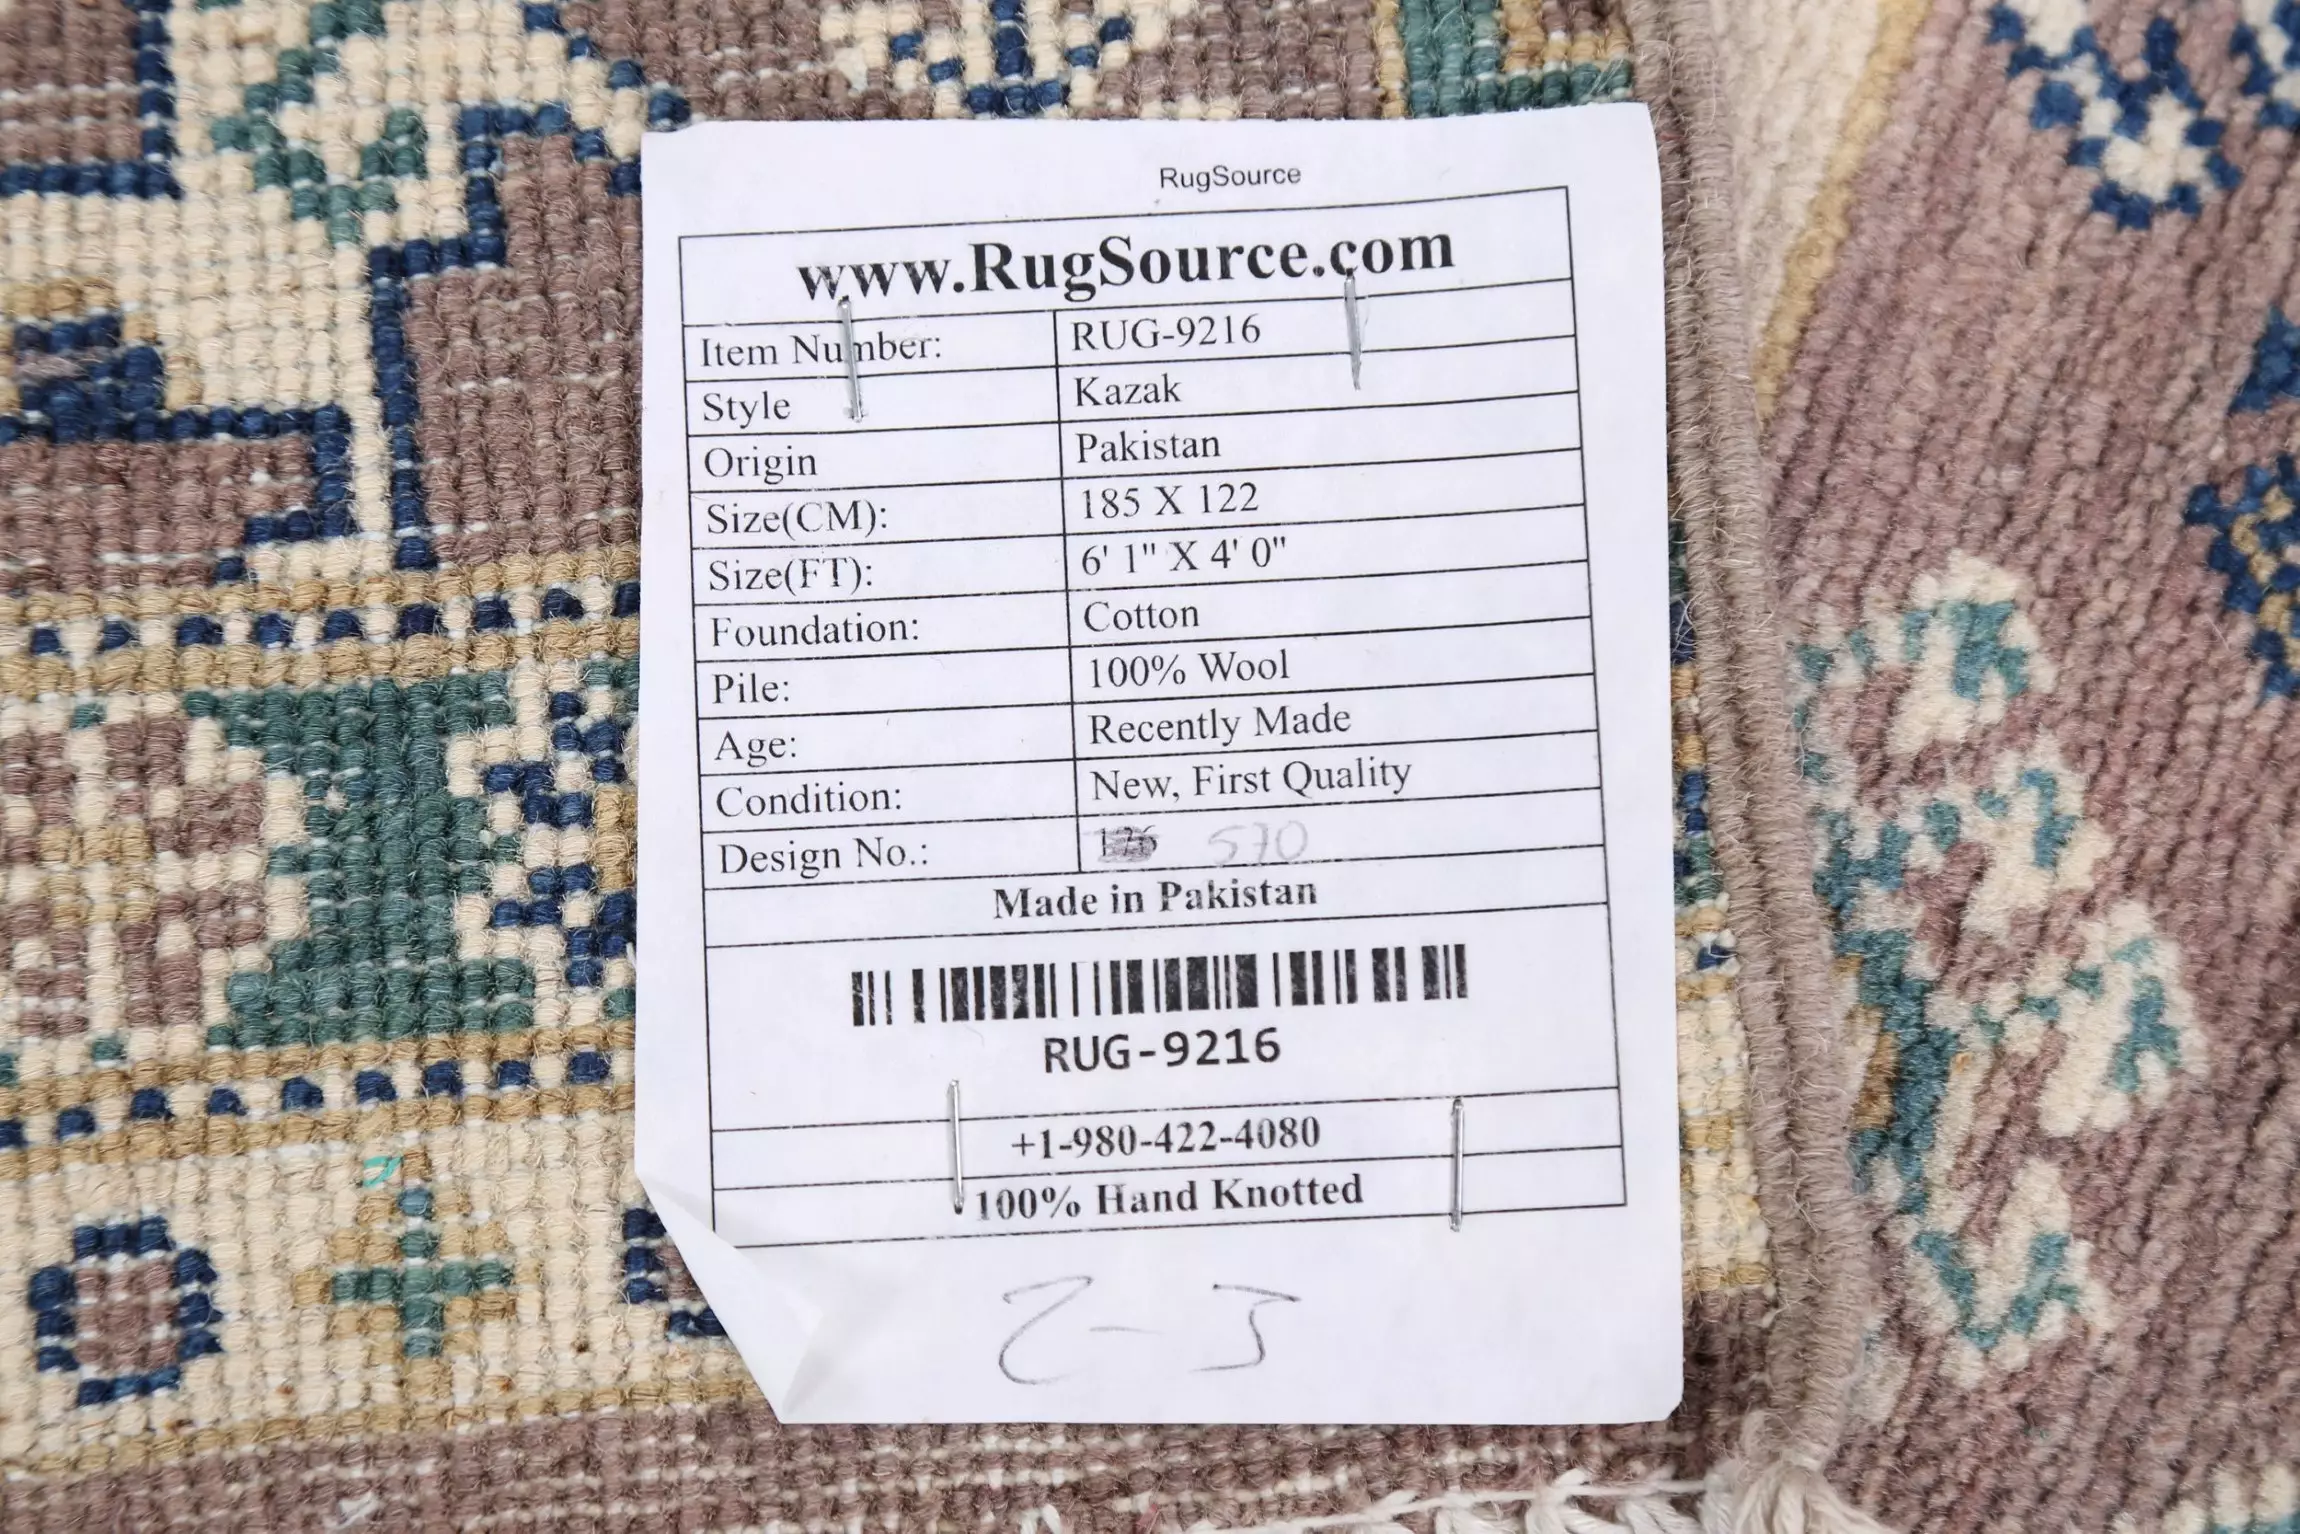 RugSource
www.RugSource.com
Item Number: RUG-9216
Style Kazak
Origin Pakistan
Size(CM): 185 X 122
Size(FT): 6' 1" X 4' 0"
Foundation: Cotton
Pile: 100% Wool
Age: Recently Made
Condition: New, First Quality
Design No.: 570
Made in Pakistan
RUG-9216
+1-980-422-4080
100% Hand Knotted